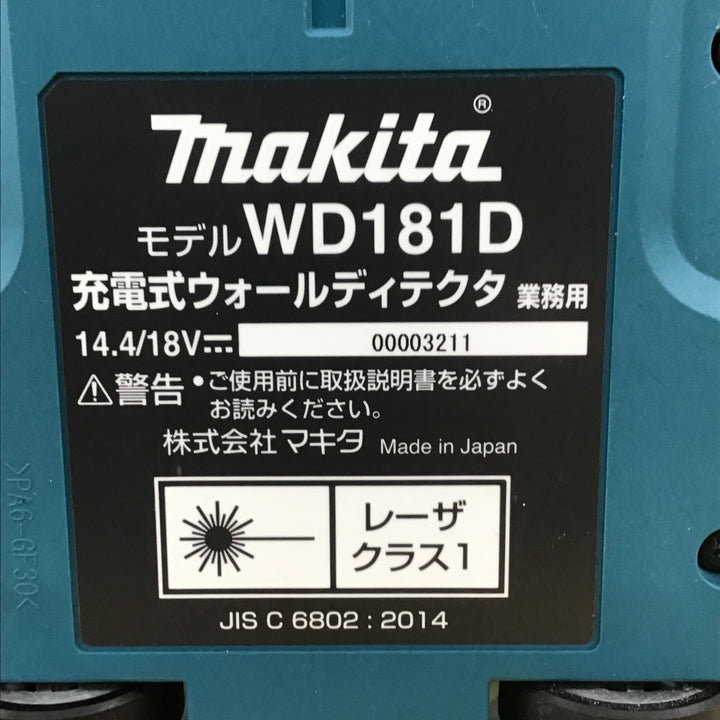 makita®
モデル WD181D
充電式ウォールディテクタ 業務用
14.4/18V⎓ 00003211
⚠警告 •ご使用前に取扱説明書を必ずよく
お読みください。
株式会社マキタ Made in Japan
レーザ
クラス1
JIS C 6802 : 2014
>PA6-GF30<